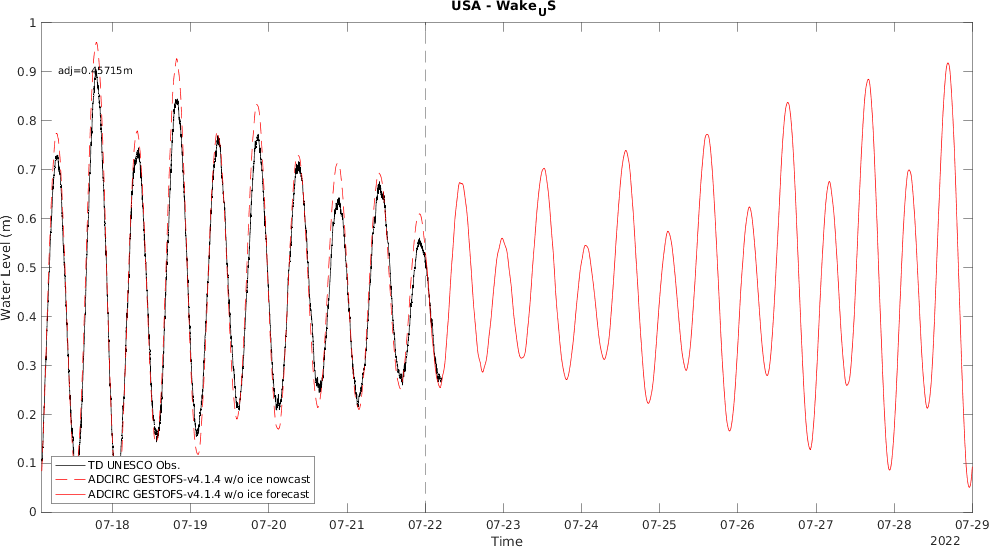 USA - Wake_US
adj=0.45715m
1
0.9
0.8
0.7
0.6
0.5
0.4
0.3
0.2
0.1
0
Water Level (m)
TD UNESCO Obs.
ADCIRC GESTOFS-v4.1.4 w/o ice nowcast
ADCIRC GESTOFS-v4.1.4 w/o ice forecast
07-18 07-19 07-20 07-21 07-22 07-23 07-24 07-25 07-26 07-27 07-28 07-29
Time
2022